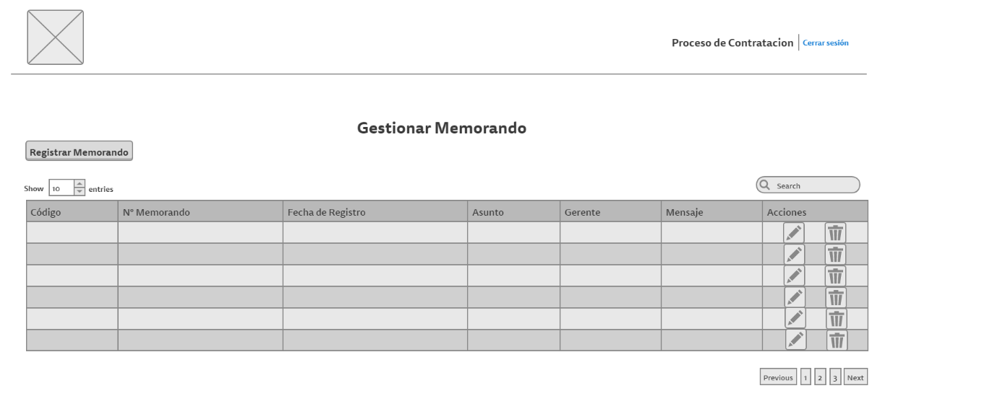 Proceso de Contratacion Cerrar sesión
Gestionar Memorando
Registrar Memorando
Show 10 entries Search
Código N° Memorando Fecha de Registro Asunto Gerente Mensaje Acciones
Previous 1 2 3 Next